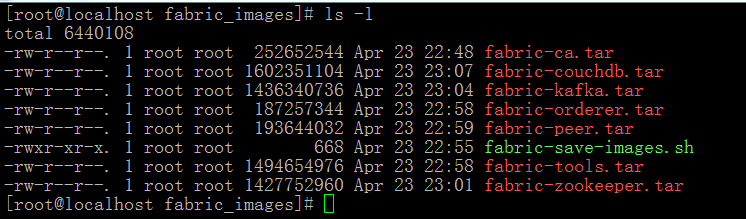 [root@localhost fabric_images]# ls -l
total 6440108
-rw-r--r--. 1 root root  252652544 Apr 23 22:48 fabric-ca.tar
-rw-r--r--. 1 root root 1602351104 Apr 23 23:07 fabric-couchdb.tar
-rw-r--r--. 1 root root 1436340736 Apr 23 23:04 fabric-kafka.tar
-rw-r--r--. 1 root root  187257344 Apr 23 22:58 fabric-orderer.tar
-rw-r--r--. 1 root root  193644032 Apr 23 22:59 fabric-peer.tar
-rwxr-xr-x. 1 root root        668 Apr 23 22:55 fabric-save-images.sh
-rw-r--r--. 1 root root 1494654976 Apr 23 22:58 fabric-tools.tar
-rw-r--r--. 1 root root 1427752960 Apr 23 23:01 fabric-zookeeper.tar
[root@localhost fabric_images]#